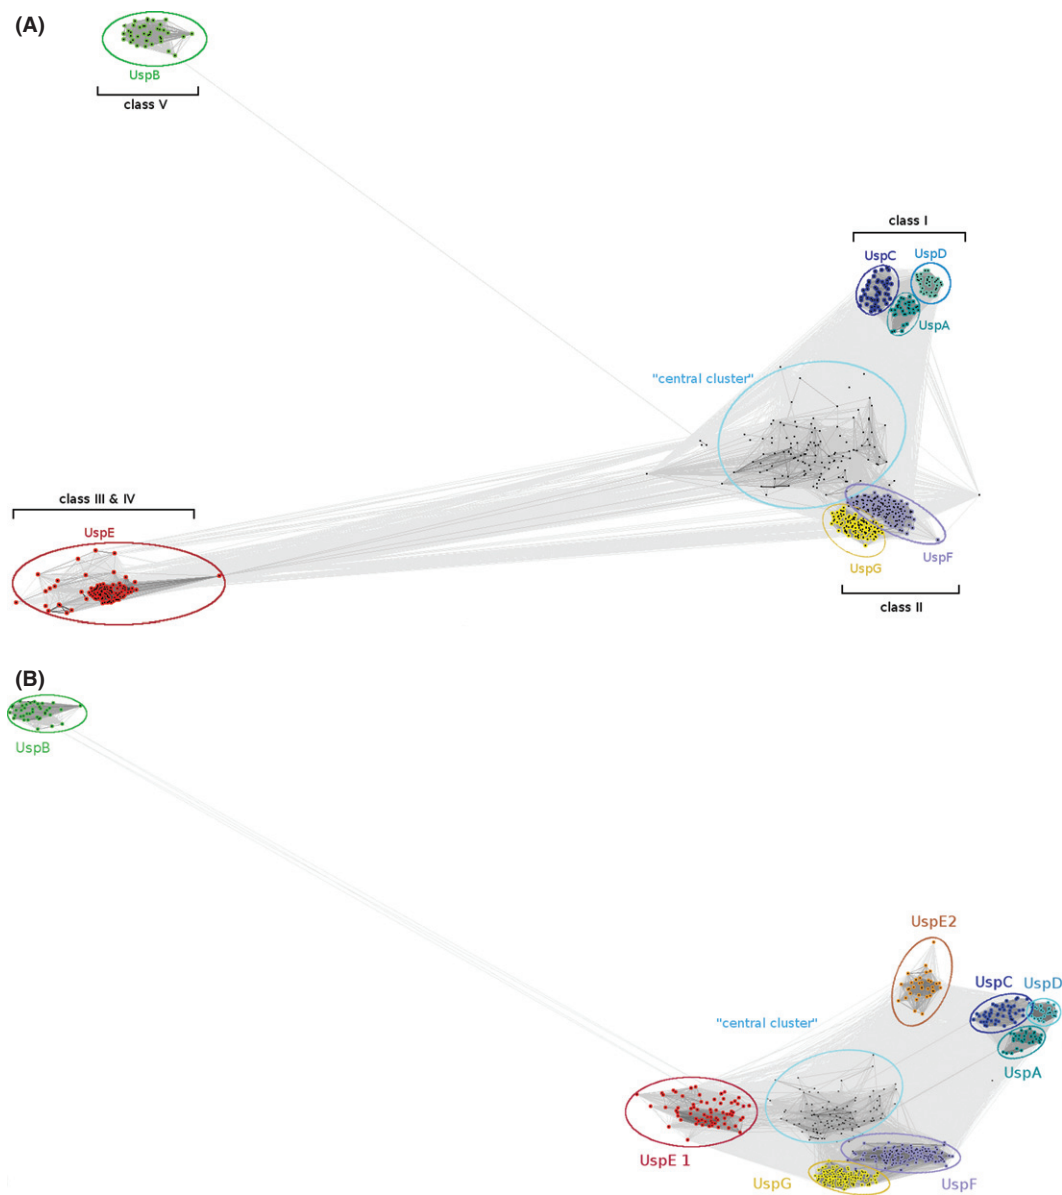 (A)
UspB
class V
class I
UspC
UspD
UspA
"central cluster"
class III & IV
UspE
UspG
UspF
class II
(B)
UspB
UspE2
UspC
UspD
"central cluster"
UspA
UspE 1
UspG
UspF